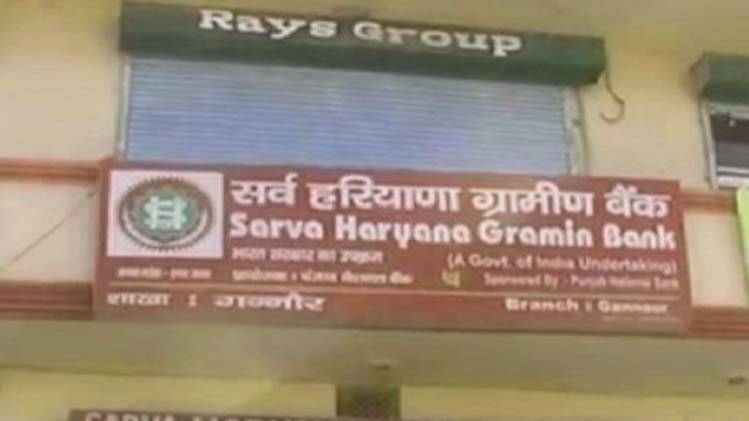 Rays Group
सर्व हरियाणा ग्रामीण बैंक
Sarva Haryana Gramin Bank
भारत सरकार का उपक्रम
(A Govt. of India Undertaking)
प्रायोजक : पंजाब नैशनल बैंक
Sponsored By :- Punjab National Bank
शाखा : गन्नौर
Branch : Gannaur